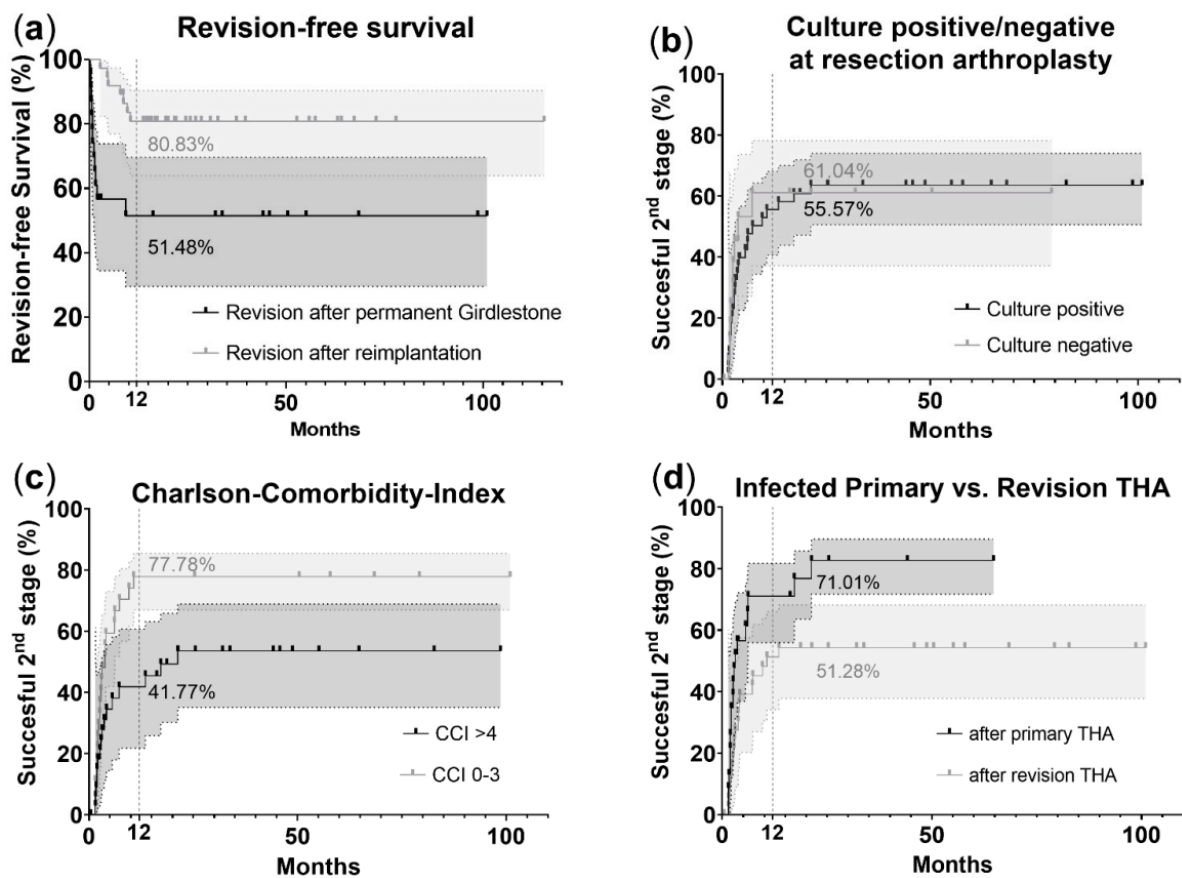 (a)
Revision-free survival
Revision-free Survival (%)
100
80
60
40
20
0
80.83%
51.48%
Revision after permanent Girdlestone
Revision after reimplantation
0
12
50
100
Months
(b)
Culture positive/negative
at resection arthroplasty
Succesful 2nd stage (%)
100
80
60
40
20
0
61.04%
55.57%
Culture positive
Culture negative
12
50
100
Months
(c)
Charlson-Comorbidity-Index
Succesful 2nd stage (%)
100
80
60
40
20
0
77.78%
41.77%
CCI >4
CCI 0-3
0
12
50
100
Months
(d)
Infected Primary vs. Revision THA
Succesful 2nd stage (%)
100
80
60
40
20
0
71.01%
51.28%
after primary THA
after revision THA
12
50
100
Months